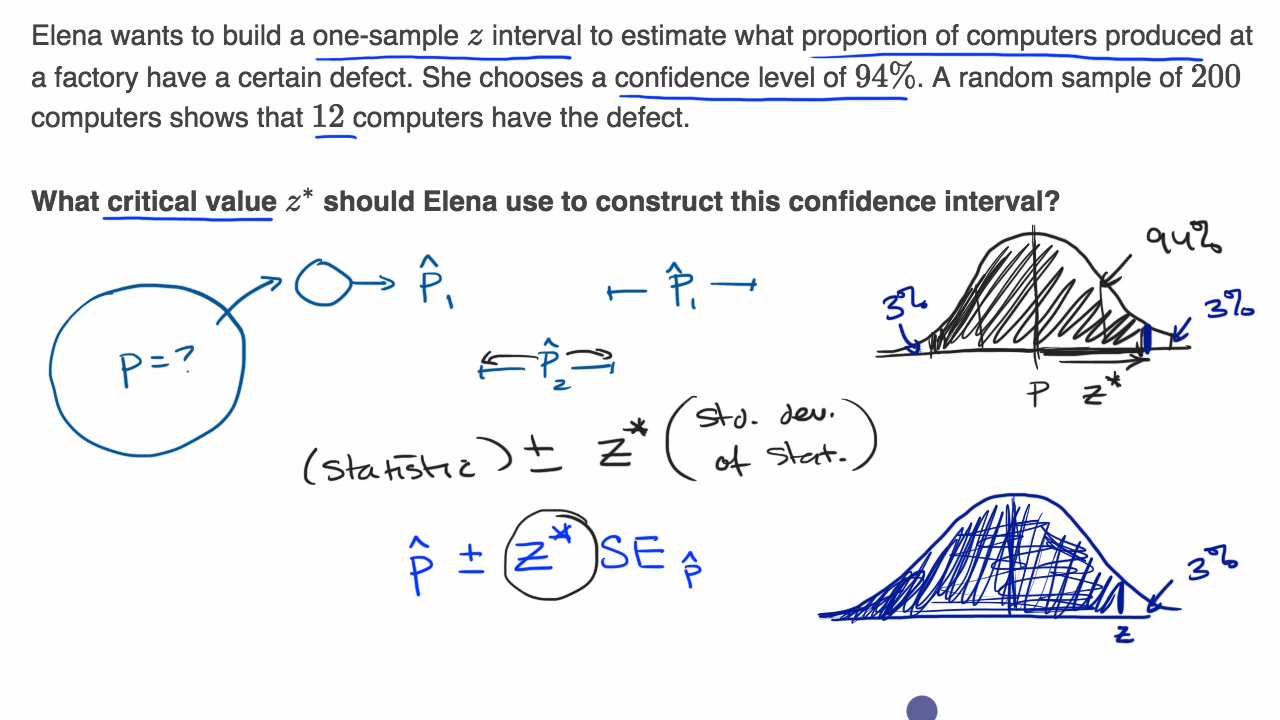 Elena wants to build a one-sample z interval to estimate what proportion of computers produced at
a factory have a certain defect. She chooses a confidence level of 94%. A random sample of 200
computers shows that 12 computers have the defect.
What critical value z* should Elena use to construct this confidence interval?
94%
3%
3%
p̂₁
p̂₁
P = ?
p̂₂
P z*
(statistic) ± z* (std. dev.
of stat.)
p̂ ± z* SE p̂
3%
z